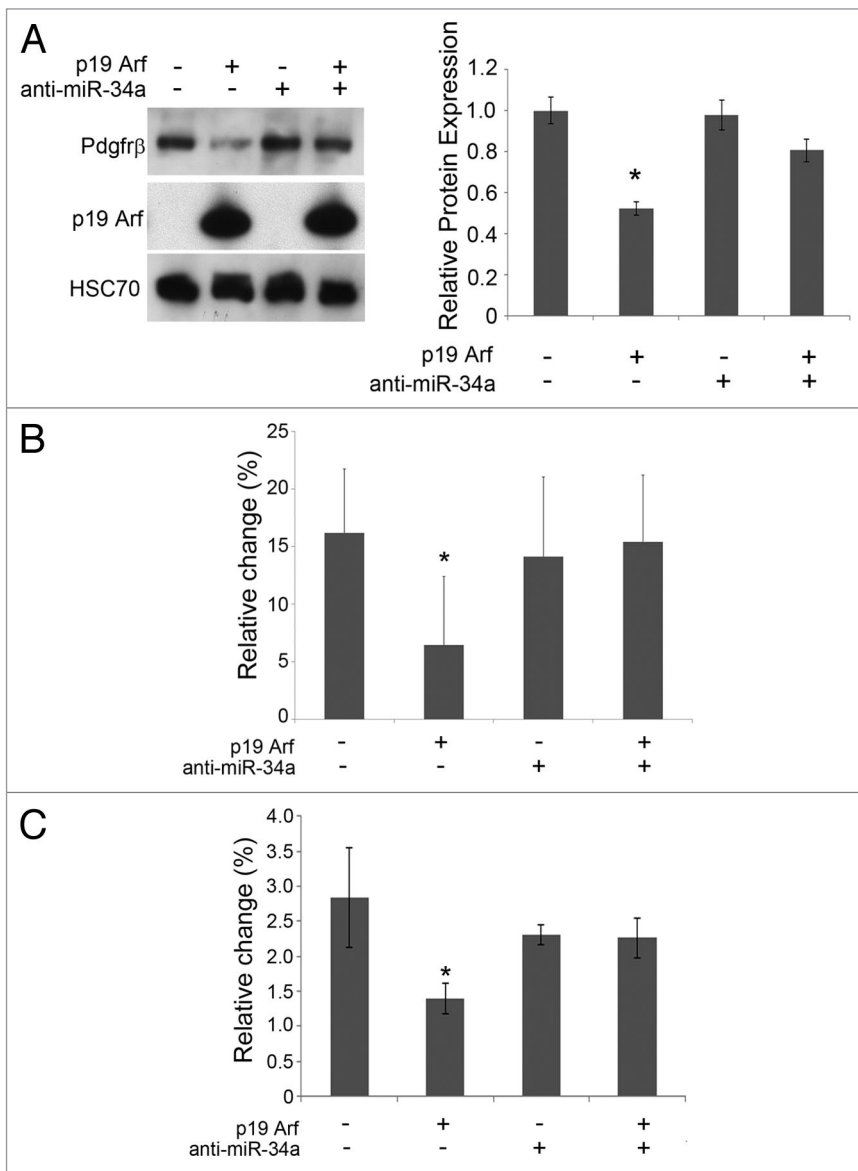 A
p19 Arf - + - +
anti-miR-34a - - + +
Pdgfrβ
p19 Arf
HSC70
Relative Protein Expression
1.2
1.0
0.8
0.6
0.4
0.2
0
*
p19 Arf - + - +
anti-miR-34a - - + +
B
Relative change (%)
25
20
15
10
5
0
*
p19 Arf - + - +
anti-miR-34a - - + +
C
Relative change (%)
4.0
3.5
3.0
2.5
2.0
1.5
1.0
0.5
0
*
p19 Arf - + - +
anti-miR-34a - - + +